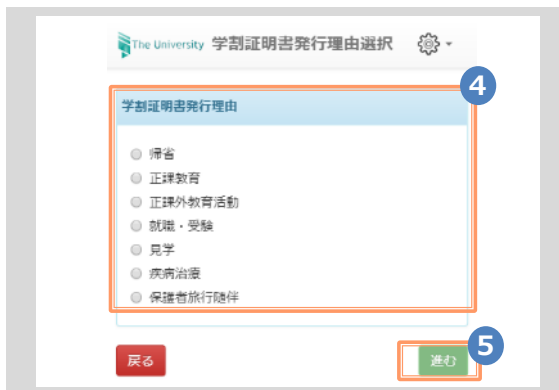 The University 学割証明書発行理由選択
4
学割証明書発行理由
帰省
正課教育
正課外教育活動
就職・受験
見学
疾病治療
保護者旅行随伴
戻る
進む
5